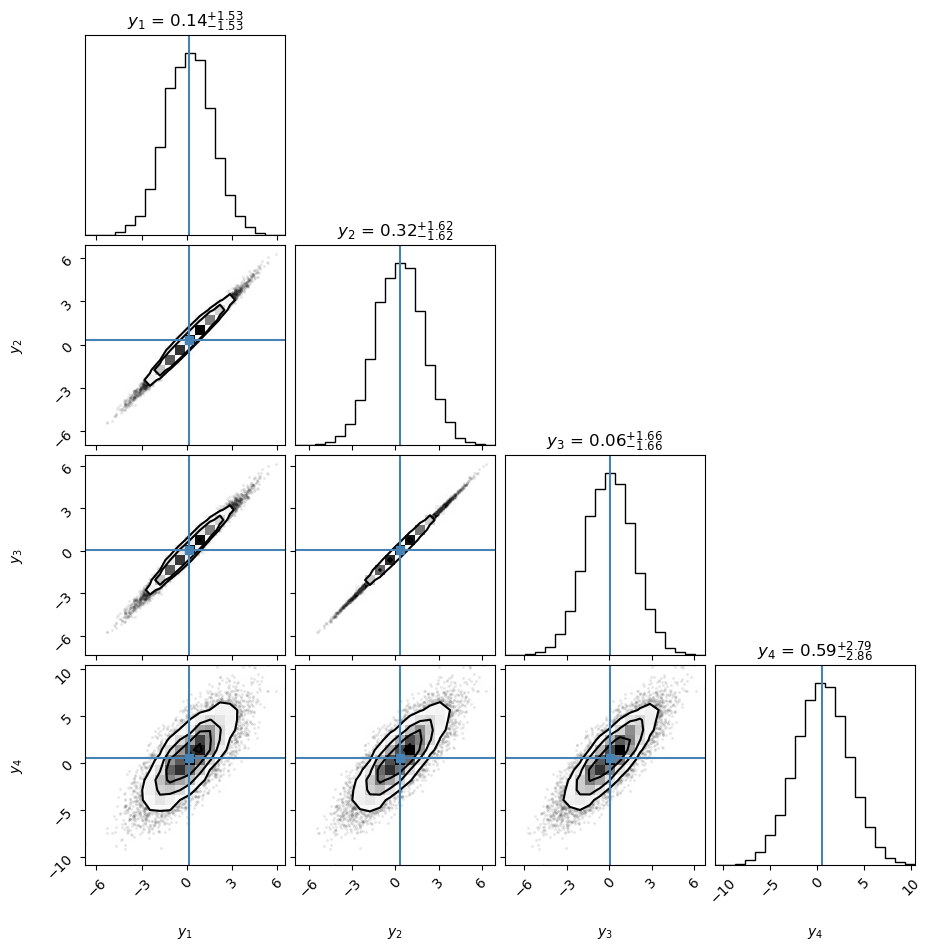 y₁ = 0.14+1.53−1.53
y₂ = 0.32+1.62−1.62
6
3
0
−3
−6
y₂
y₃ = 0.06+1.66−1.66
6
3
0
−3
−6
y₃
y₄ = 0.59+2.79−2.86
10
5
0
−5
−10
y₄
−6 −3 0 3 6 −6 −3 0 3 6 −6 −3 0 3 6 −10 −5 0 5 10
y₁ y₂ y₃ y₄